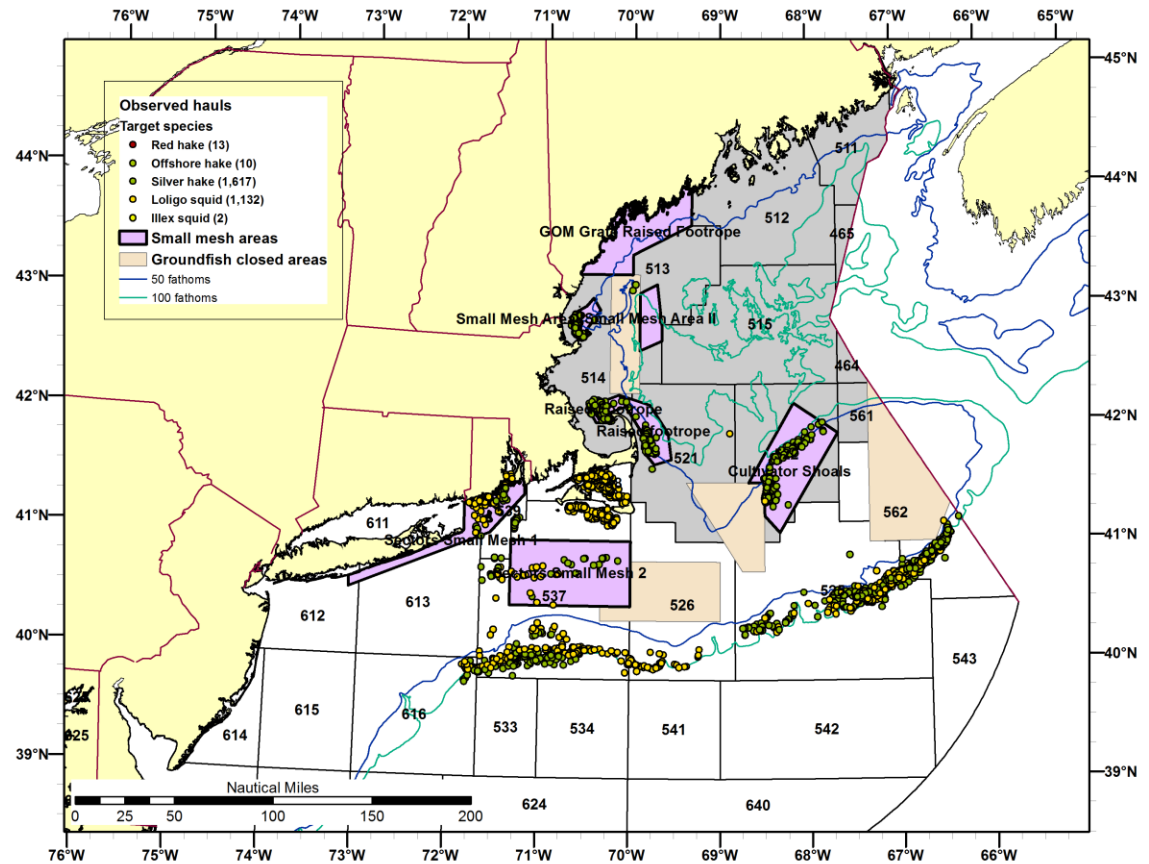 76°W 75°W 74°W 73°W 72°W 71°W 70°W 69°W 68°W 67°W 66°W 65°W
45°N
Observed hauls
Target species
Red hake (13)
Offshore hake (10)
Silver hake (1,617)
Loligo squid (1,132)
Illex squid (2)
Small mesh areas
Groundfish closed areas
50 fathoms
100 fathoms
511
44°N
44°N
512
465
GOM Grate Raised Footrope
513
43°N
43°N
Small Mesh Area
Small Mesh Area II
515
464
514
42°N
42°N
Raised Footrope
561
Raised footrope
521
Cultivator Shoals
562
611
41°N
41°N
Sectors Small Mesh 1
Sectors Small Mesh 2
537
526
612
613
40°N
40°N
543
615
616
614
533
534
541
542
625
39°N
39°N
Nautical Miles
0 25 50 100 150 200
624
640
76°W 75°W 74°W 73°W 72°W 71°W 70°W 69°W 68°W 67°W 66°W